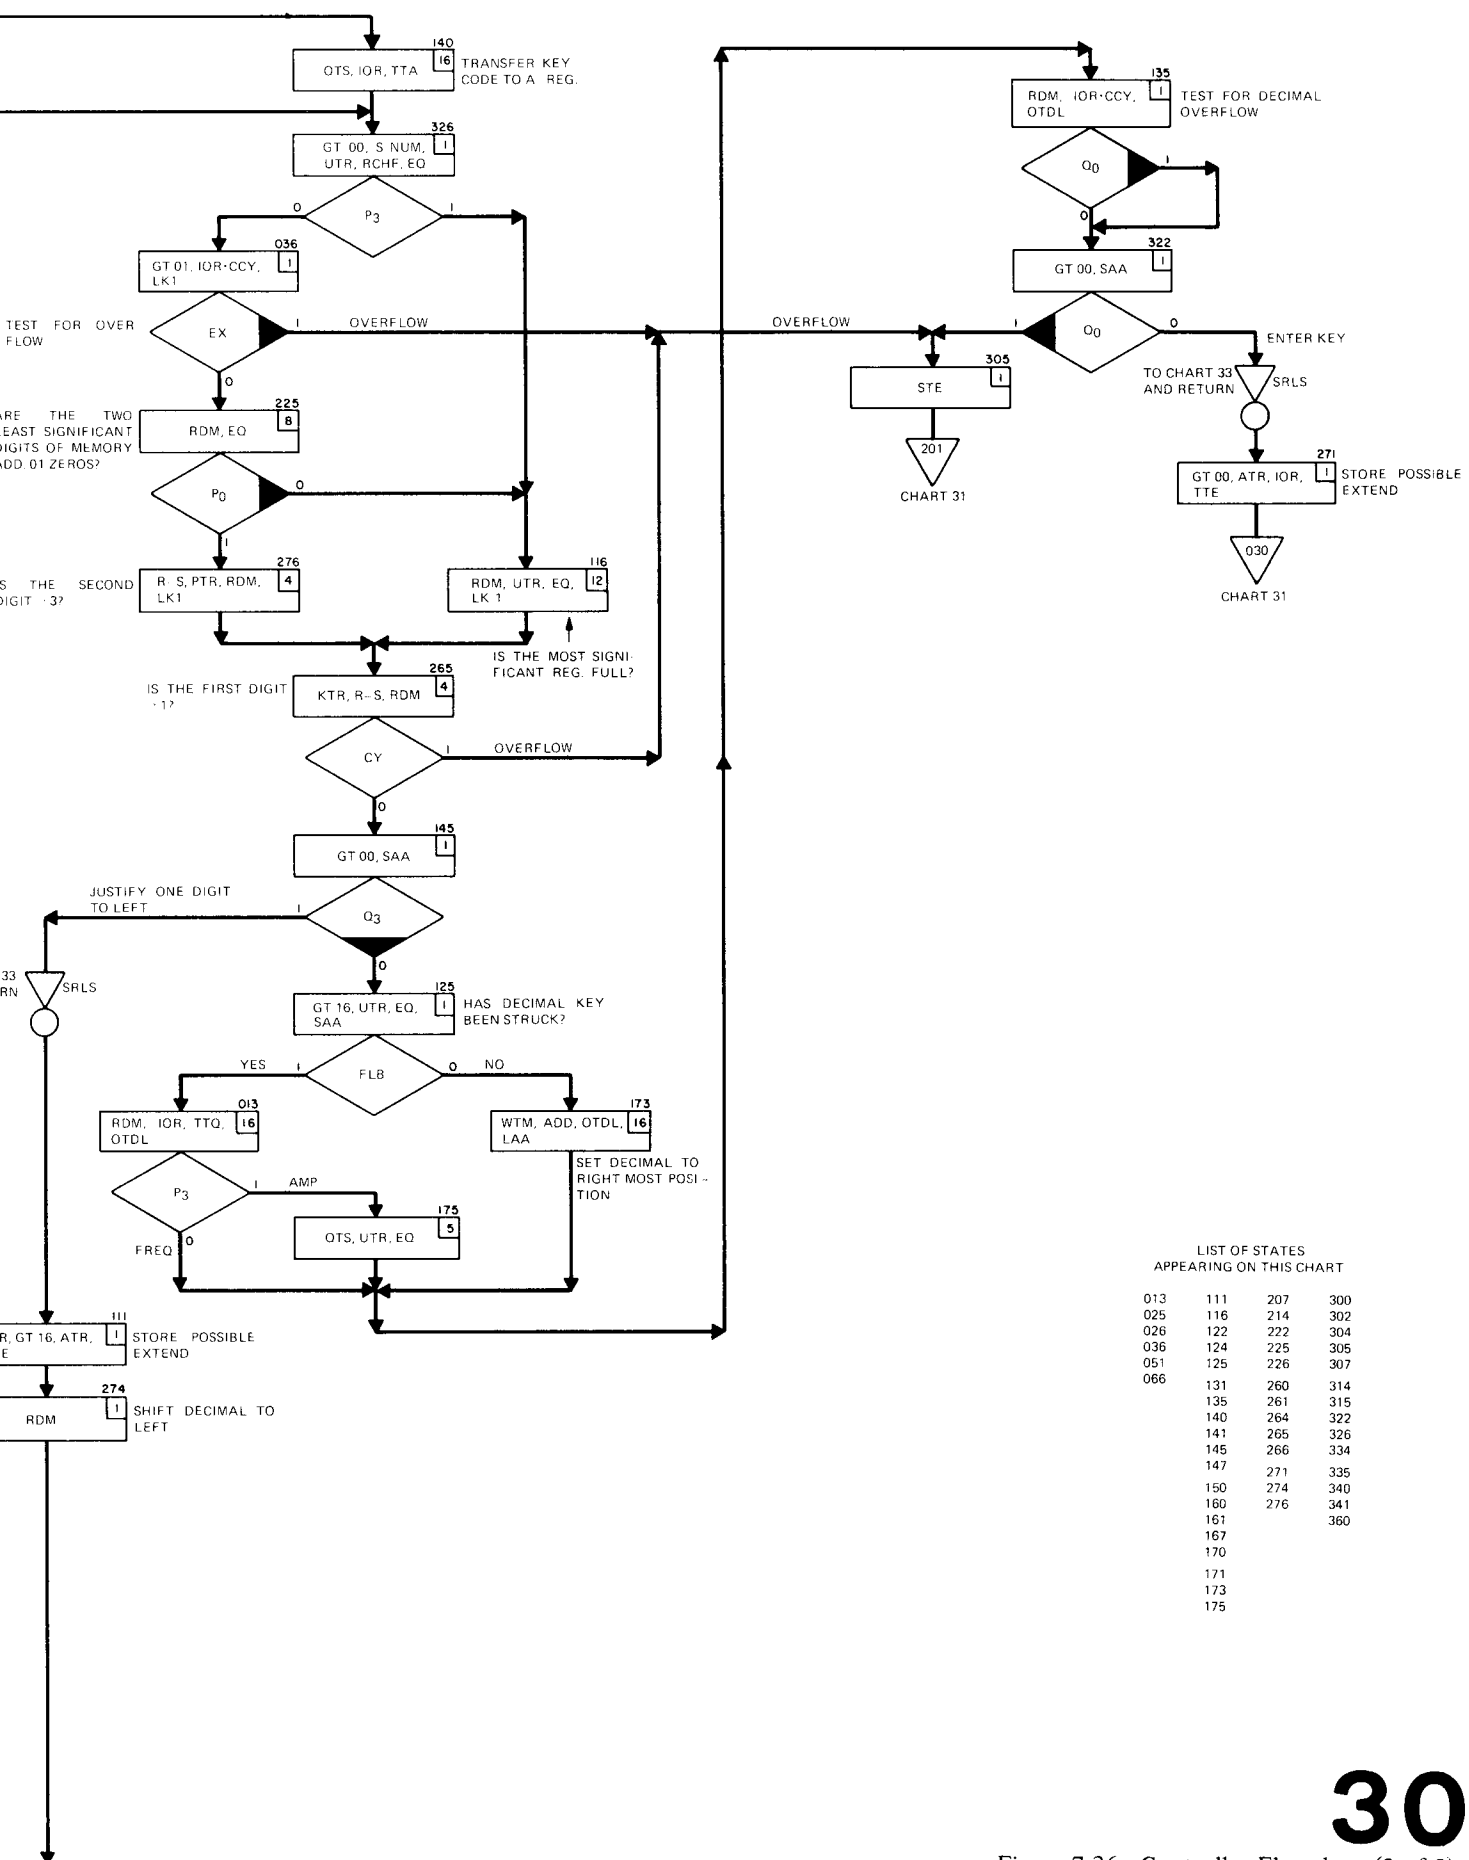 140
16
OTS, IOR, TTA
TRANSFER KEY
CODE TO A REG.
326
1
GT 00, S NUM,
UTR, RCHF, EQ
P3
0
1
036
1
GT 01, IOR·CCY,
LK1
TEST FOR OVER
FLOW
EX
1
OVERFLOW
0
225
8
RDM, EQ
ARE THE TWO
LEAST SIGNIFICANT
DIGITS OF MEMORY
ADD. 01 ZEROS?
P0
0
1
276
4
R-S, PTR, RDM,
LK1
S THE SECOND
DIGIT 3?
116
12
RDM, UTR, EQ,
LK 1
IS THE MOST SIGNI-
FICANT REG. FULL?
265
4
KTR, R-S, RDM
IS THE FIRST DIGIT
1?
CY
1
OVERFLOW
0
145
1
GT 00, SAA
JUSTIFY ONE DIGIT
TO LEFT
1
Q3
0
33
RN
SRLS
125
1
GT 16, UTR, EQ,
SAA
HAS DECIMAL KEY
BEEN STRUCK?
YES
1
FLB
0
NO
013
16
RDM, IOR, TTQ,
OTDL
173
16
WTM, ADD, OTDL,
LAA
SET DECIMAL TO
RIGHT MOST POSI-
TION
P3
1
AMP
0
FREQ
175
5
QTS, UTR, EQ
111
1
R, GT 16, ATR,
E
STORE POSSIBLE
EXTEND
274
1
RDM
SHIFT DECIMAL TO
LEFT
135
1
RDM, IOR·CCY,
OTDL
TEST FOR DECIMAL
OVERFLOW
Q0
1
0
322
1
GT 00, SAA
OVERFLOW
1
Q0
0
ENTER KEY
305
1
STE
201
CHART 31
TO CHART 33
AND RETURN
SRLS
271
1
GT 00, ATR, IOR,
TTE
STORE POSSIBLE
EXTEND
030
CHART 31
LIST OF STATES
APPEARING ON THIS CHART
013 111 207 300
025 116 214 302
026 122 222 304
036 124 225 305
051 125 226 307
066
131 260 314
135 261 315
140 264 322
141 265 326
145 266 334
147
271 335
150 274 340
160 276 341
161 360
167
170
171
173
175
30